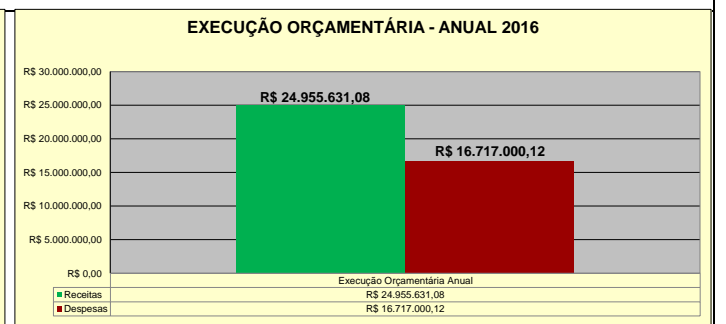 EXECUÇÃO ORÇAMENTÁRIA - ANUAL 2016
R$ 30.000.000,00
R$ 25.000.000,00
R$ 20.000.000,00
R$ 15.000.000,00
R$ 10.000.000,00
R$ 5.000.000,00
R$ 0,00
R$ 24.955.631,08
R$ 16.717.000,12
Execução Orçamentária Anual
Receitas R$ 24.955.631,08
Despesas R$ 16.717.000,12